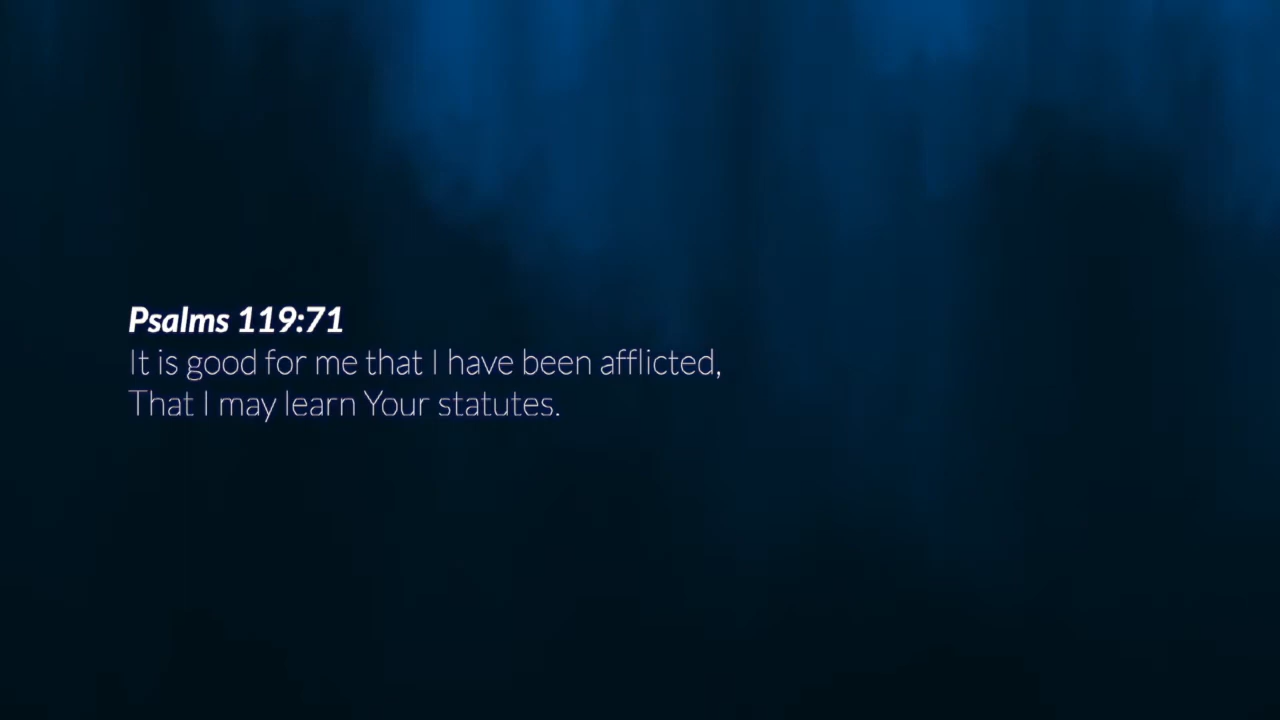 Psalms 119:71
It is good for me that I have been afflicted,
That I may learn Your statutes.